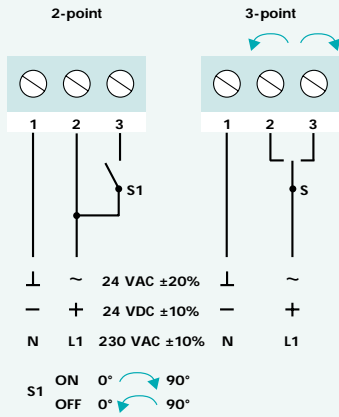 2-point 3-point
1 2 3 1 2 3
S1 S
⊥ ~ 24 VAC ±20% ⊥ ~
− + 24 VDC ±10% − +
N L1 230 VAC ±10% N L1
S1 ON 0° 90°
OFF 0° 90°